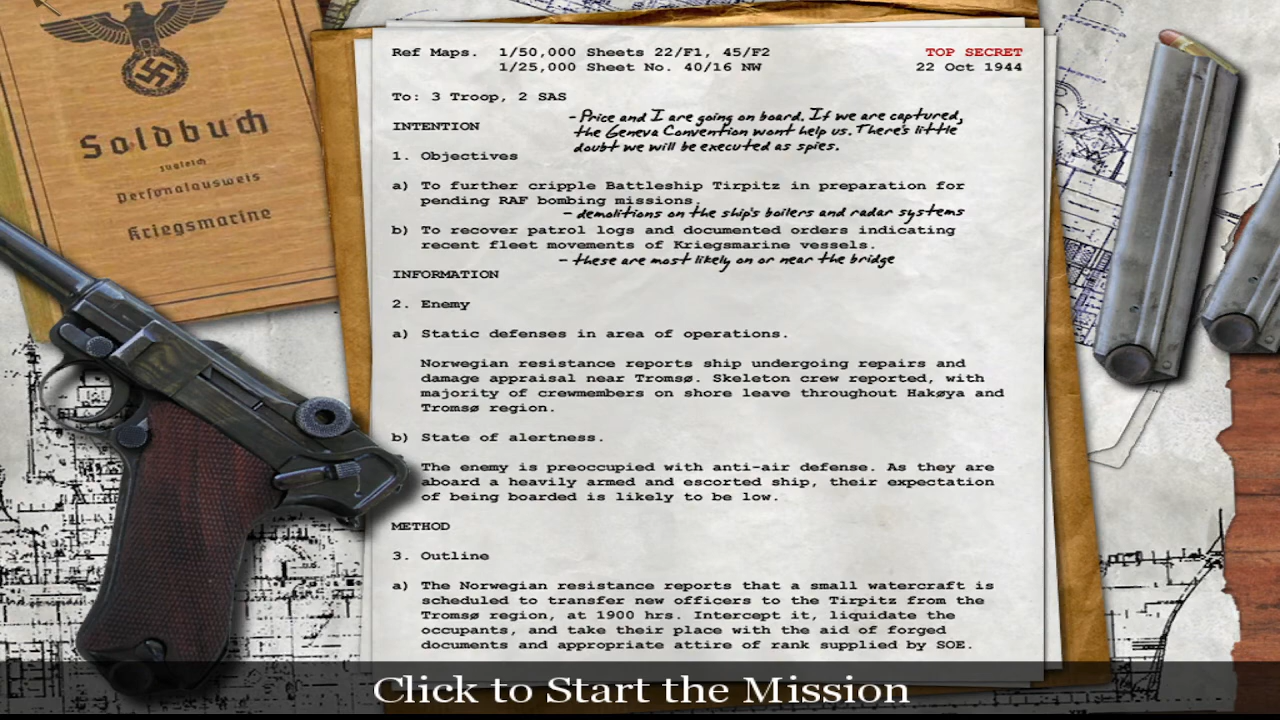 Soldbuch
zugleich
Personalausweis
Kriegsmarine
Ref Maps. 1/50,000 Sheets 22/F1, 45/F2
TOP SECRET
1/25,000 Sheet No. 40/16 NW
22 Oct 1944
To: 3 Troop, 2 SAS
- Price and I are going on board. If we are captured,
the Geneva Convention wont help us. There's little
doubt we will be executed as spies.
INTENTION
1. Objectives
a) To further cripple Battleship Tirpitz in preparation for
pending RAF bombing missions.
- demolitions on the ship's boilers and radar systems
b) To recover patrol logs and documented orders indicating
recent fleet movements of Kriegsmarine vessels.
- these are most likely on or near the bridge
INFORMATION
2. Enemy
a) Static defenses in area of operations.
Norwegian resistance reports ship undergoing repairs and
damage appraisal near Tromsø. Skeleton crew reported, with
majority of crewmembers on shore leave throughout Hakøya and
Tromsø region.
b) State of alertness.
The enemy is preoccupied with anti-air defense. As they are
aboard a heavily armed and escorted ship, their expectation
of being boarded is likely to be low.
METHOD
3. Outline
a) The Norwegian resistance reports that a small watercraft is
scheduled to transfer new officers to the Tirpitz from the
Tromsø region, at 1900 hrs. Intercept it, liquidate the
occupants, and take their place with the aid of forged
documents and appropriate attire of rank supplied by SOE.
Click to Start the Mission